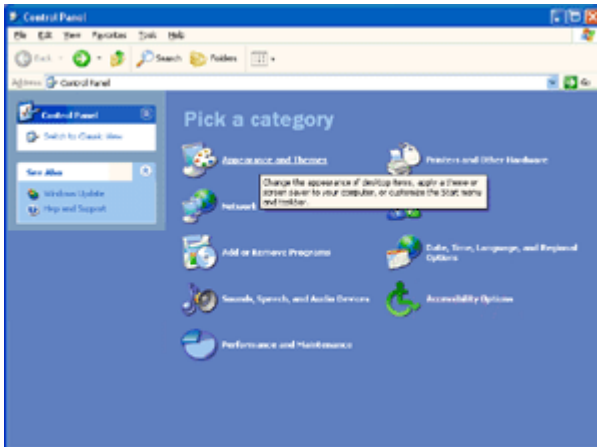 Control Panel
File Edit View Favorites Tools Help
Back Search Folders
Address Control Panel Go
Control Panel
Switch to Classic View
See Also
Windows Update
Help and Support
Pick a category
Appearance and Themes
Printers and Other Hardware
Change the appearance of desktop items, apply a theme or
screen saver to your computer, or customize the Start menu
and taskbar.
Network
Add or Remove Programs
Date, Time, Language, and Regional
Options
Sounds, Speech, and Audio Devices
Accessibility Options
Performance and Maintenance